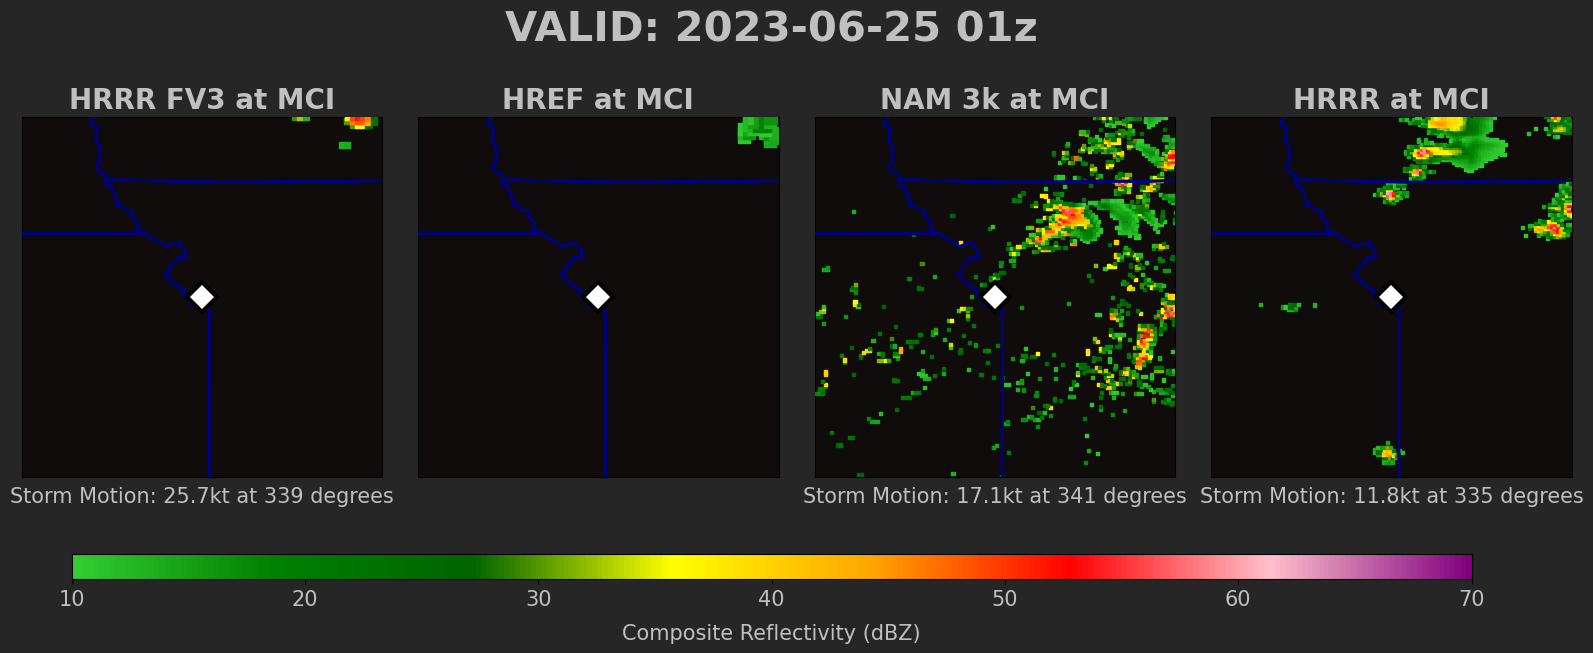 VALID: 2023-06-25 01z
HRRR FV3 at MCI
HREF at MCI
NAM 3k at MCI
HRRR at MCI
Storm Motion: 25.7kt at 339 degrees
Storm Motion: 17.1kt at 341 degrees
Storm Motion: 11.8kt at 335 degrees
10 20 30 40 50 60 70
Composite Reflectivity (dBZ)